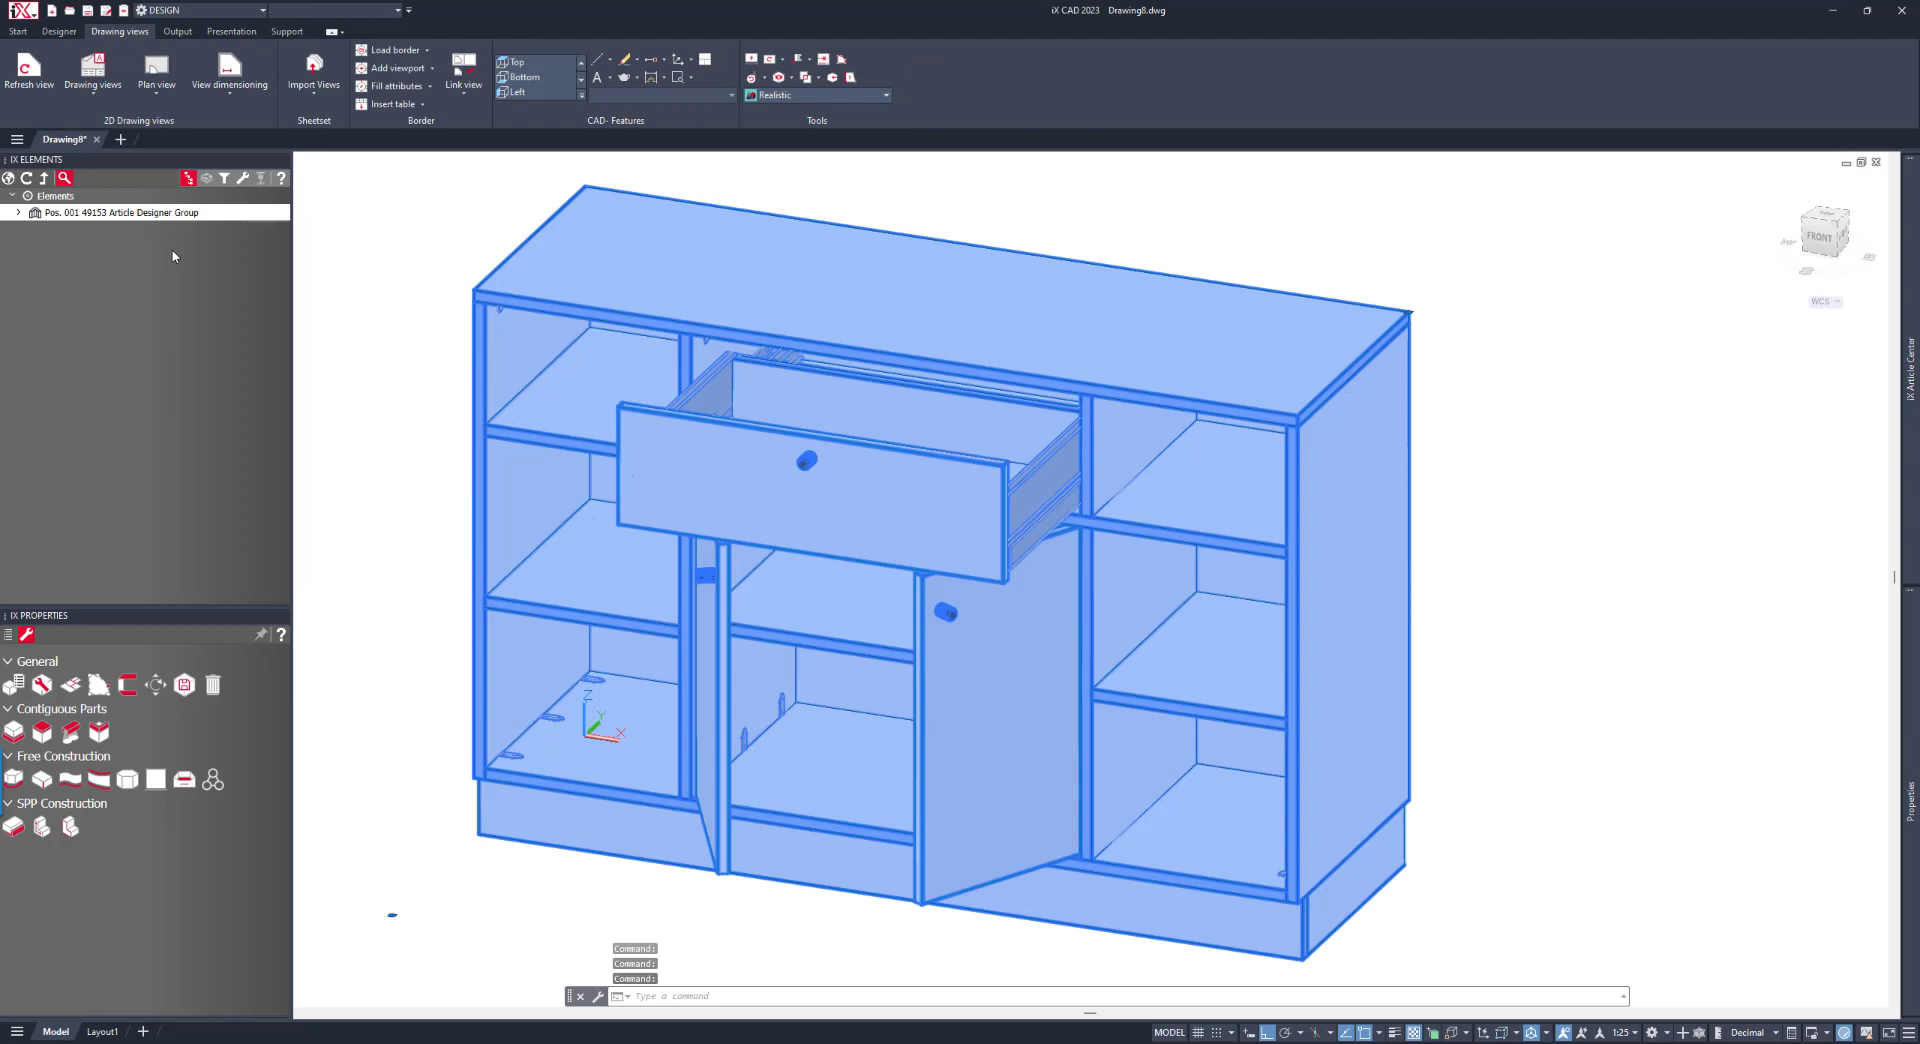 iX DESIGN iX CAD 2023 Drawing8.dwg
Start Designer Drawing views Output Presentation Support
Refresh view Drawing views Plan view View dimensioning
Import Views
Load border
Add viewport
Fill attributes
Insert table
Link view
Top
Bottom
Left
A
Realistic
2D Drawing views Sheetset Border CAD- Features Tools
Drawing8*
IX ELEMENTS
Elements
Pos. 001 49153 Article Designer Group
TOP
FRONT
WCS
iX Article Center
Properties
IX PROPERTIES
General
Contiguous Parts
Free Construction
SPP Construction
Z
Y
X
Command:
Command:
Command:
Type a command
Model Layout1
MODEL 1:25 Decimal